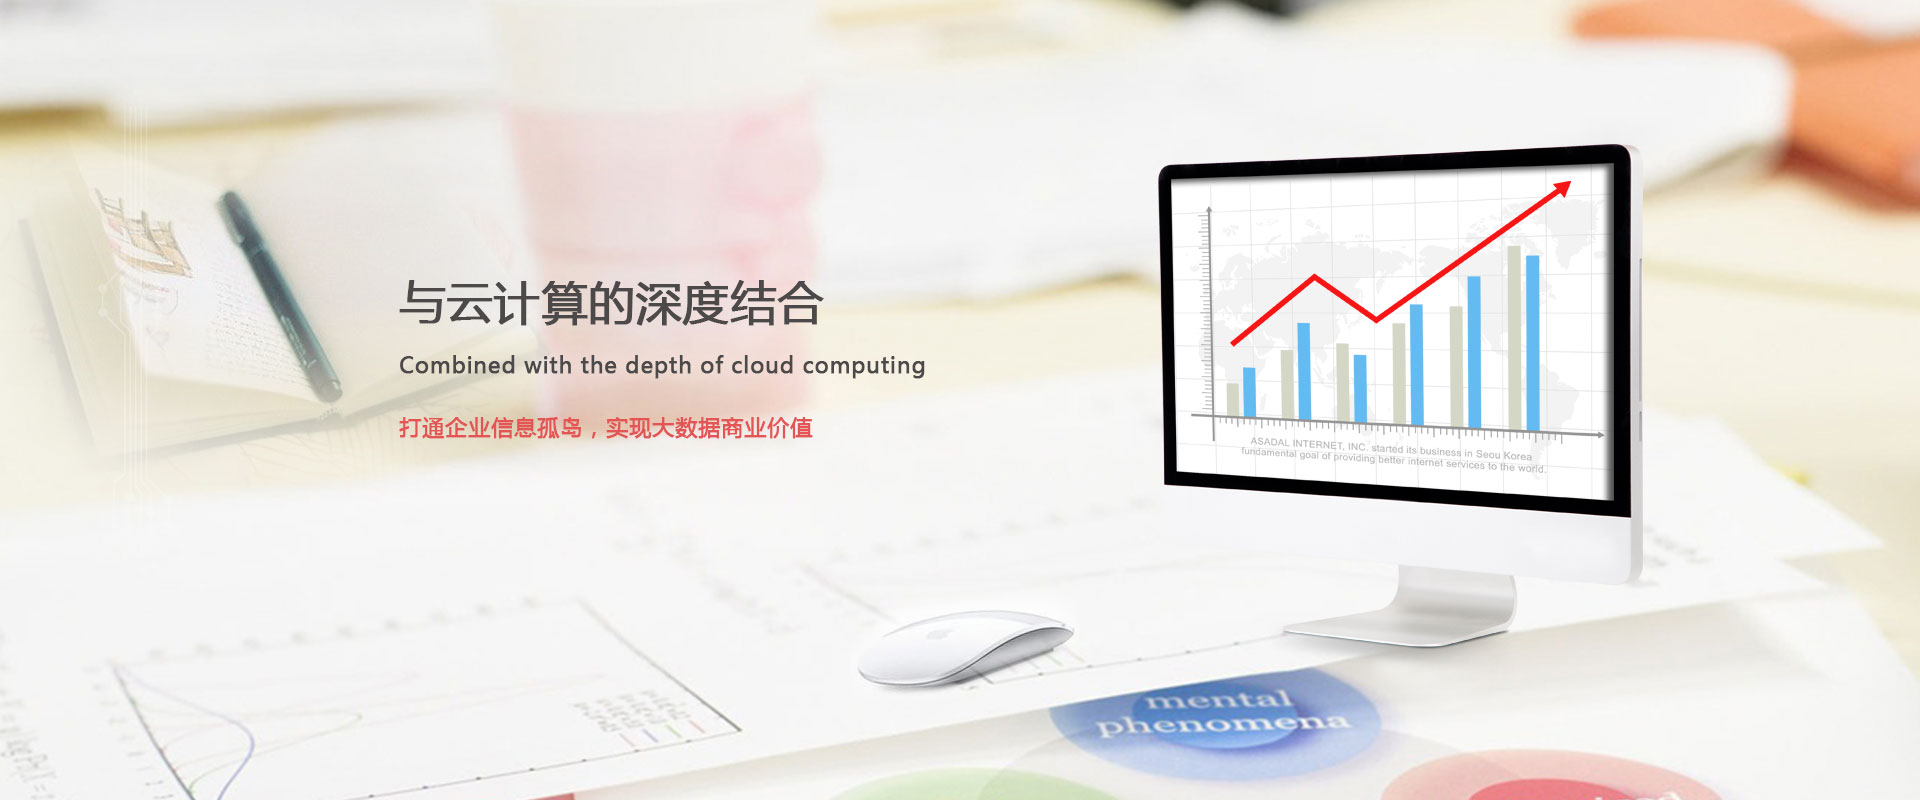 与云计算的深度结合
Combined with the depth of cloud computing
打通企业信息孤岛，实现大数据商业价值
ASADAL INTERNET, INC. started its business in Seou Korea
fundamental goal of providing better internet services to the world.
mental
phenomena